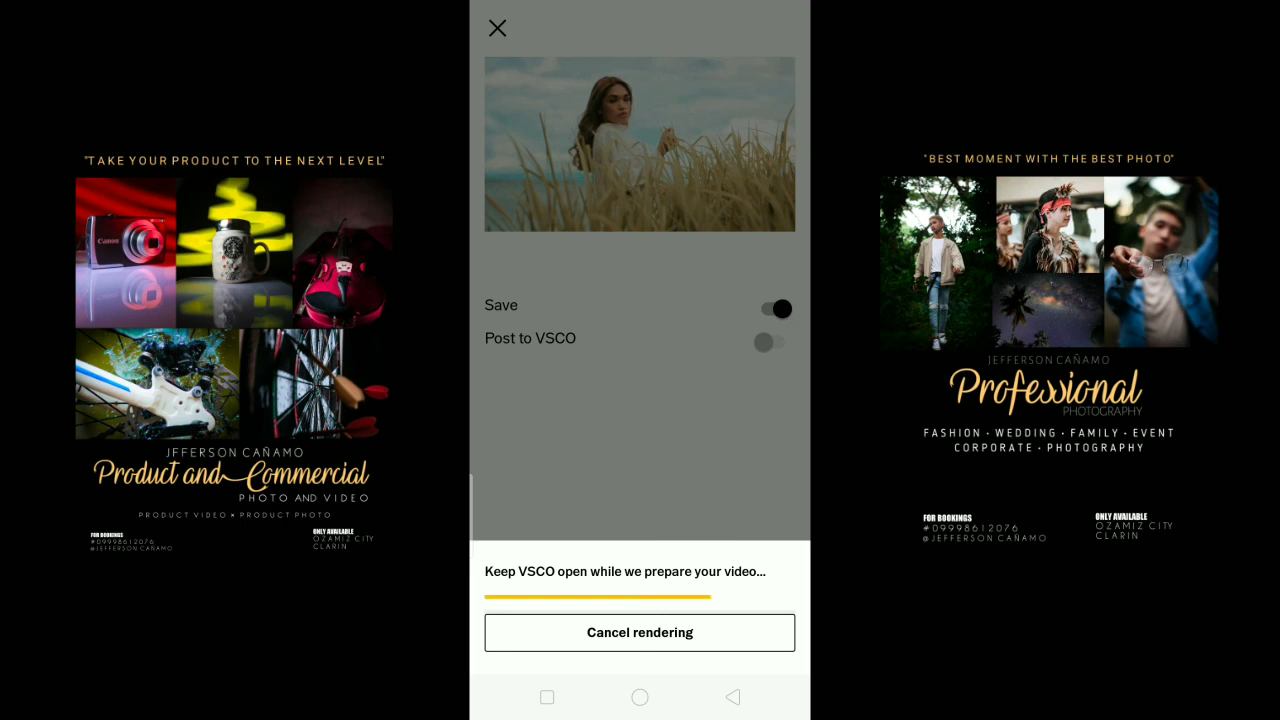 "TAKE YOUR PRODUCT TO THE NEXT LEVEL"
Canon
JFFERSON CAÑAMO
Product and Commercial
PHOTO AND VIDEO
PRODUCT VIDEO × PRODUCT PHOTO
FOR BOOKINGS
#09998612076
@JEFFERSON CAÑAMO
ONLY AVAILABLE
OZAMIZ CITY
CLARIN
Save
Post to VSCO
Keep VSCO open while we prepare your video...
Cancel rendering
"BEST MOMENT WITH THE BEST PHOTO"
JEFFERSON CAÑAMO
Professional
PHOTOGRAPHY
FASHION • WEDDING • FAMILY • EVENT
CORPORATE • PHOTOGRAPHY
FOR BOOKINGS
#09998612076
@JEFFERSON CAÑAMO
ONLY AVAILABLE
OZAMIZ CITY
CLARIN